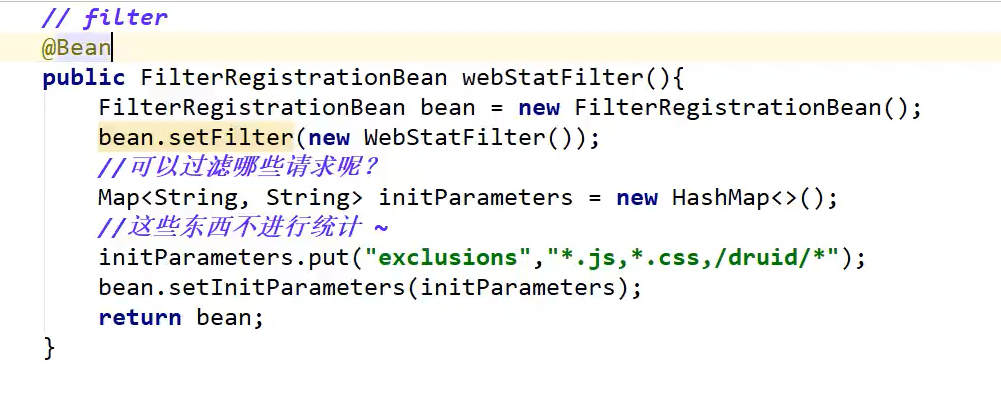 // filter
@Bean
public FilterRegistrationBean webStatFilter(){
FilterRegistrationBean bean = new FilterRegistrationBean();
bean.setFilter(new WebStatFilter());
//可以过滤哪些请求呢?
Map<String, String> initParameters = new HashMap<>();
//这些东西不进行统计 ~
initParameters.put("exclusions","*.js,*.css,/druid/*");
bean.setInitParameters(initParameters);
return bean;
}